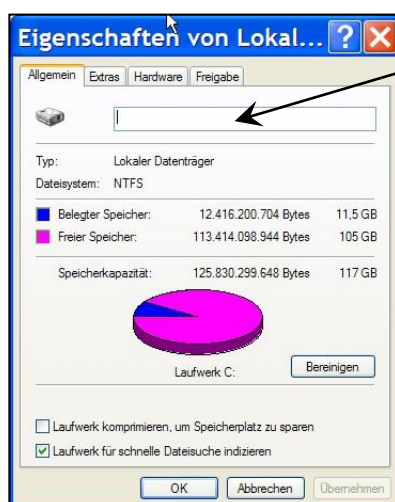 Eigenschaften von Lokal...
Allgemein Extras Hardware Freigabe
Typ: Lokaler Datenträger
Dateisystem: NTFS
Belegter Speicher: 12.416.200.704 Bytes 11,5 GB
Freier Speicher: 113.414.098.944 Bytes 105 GB
Speicherkapazität: 125.830.299.648 Bytes 117 GB
Laufwerk C: Bereinigen
Laufwerk komprimieren, um Speicherplatz zu sparen
Laufwerk für schnelle Dateisuche indizieren
OK Abbrechen Übernehmen